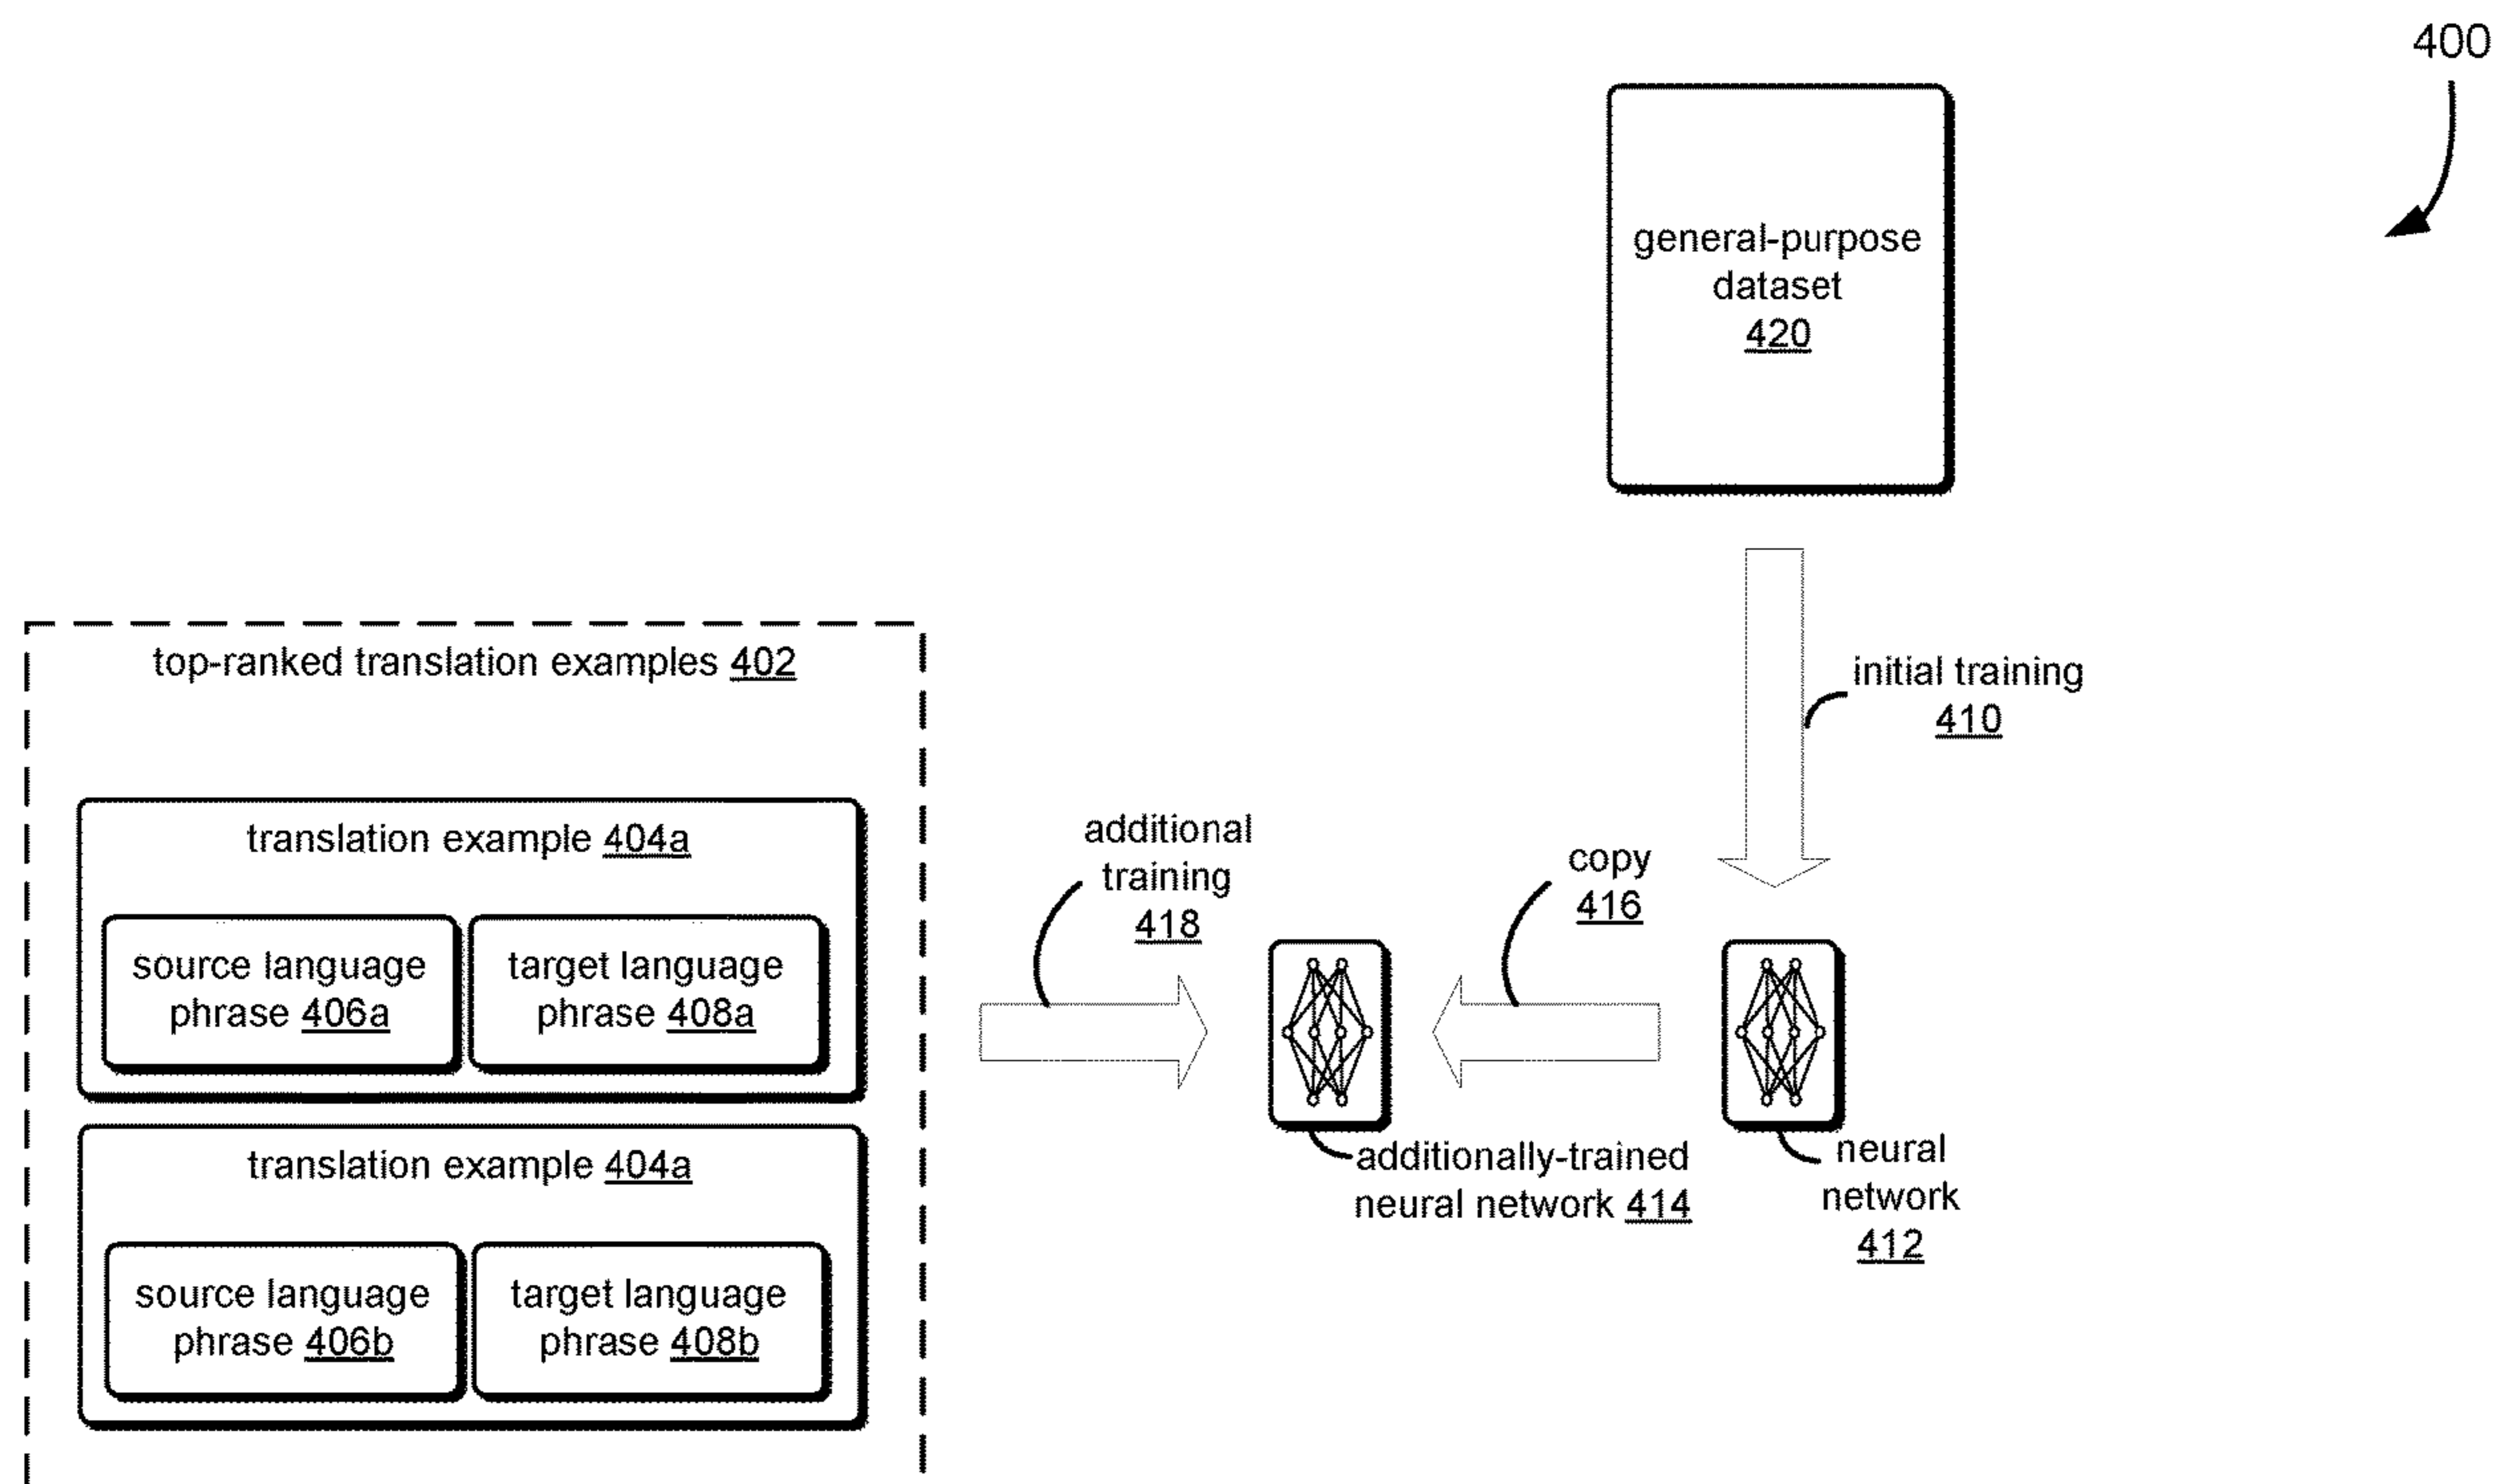 400
general-purpose
dataset
420
initial training
410
top-ranked translation examples 402
translation example 404a
source language
phrase 406a
target language
phrase 408a
additional
training
418
copy
416
additionally-trained
neural network 414
neural
network
412
translation example 404a
source language
phrase 406b
target language
phrase 408b